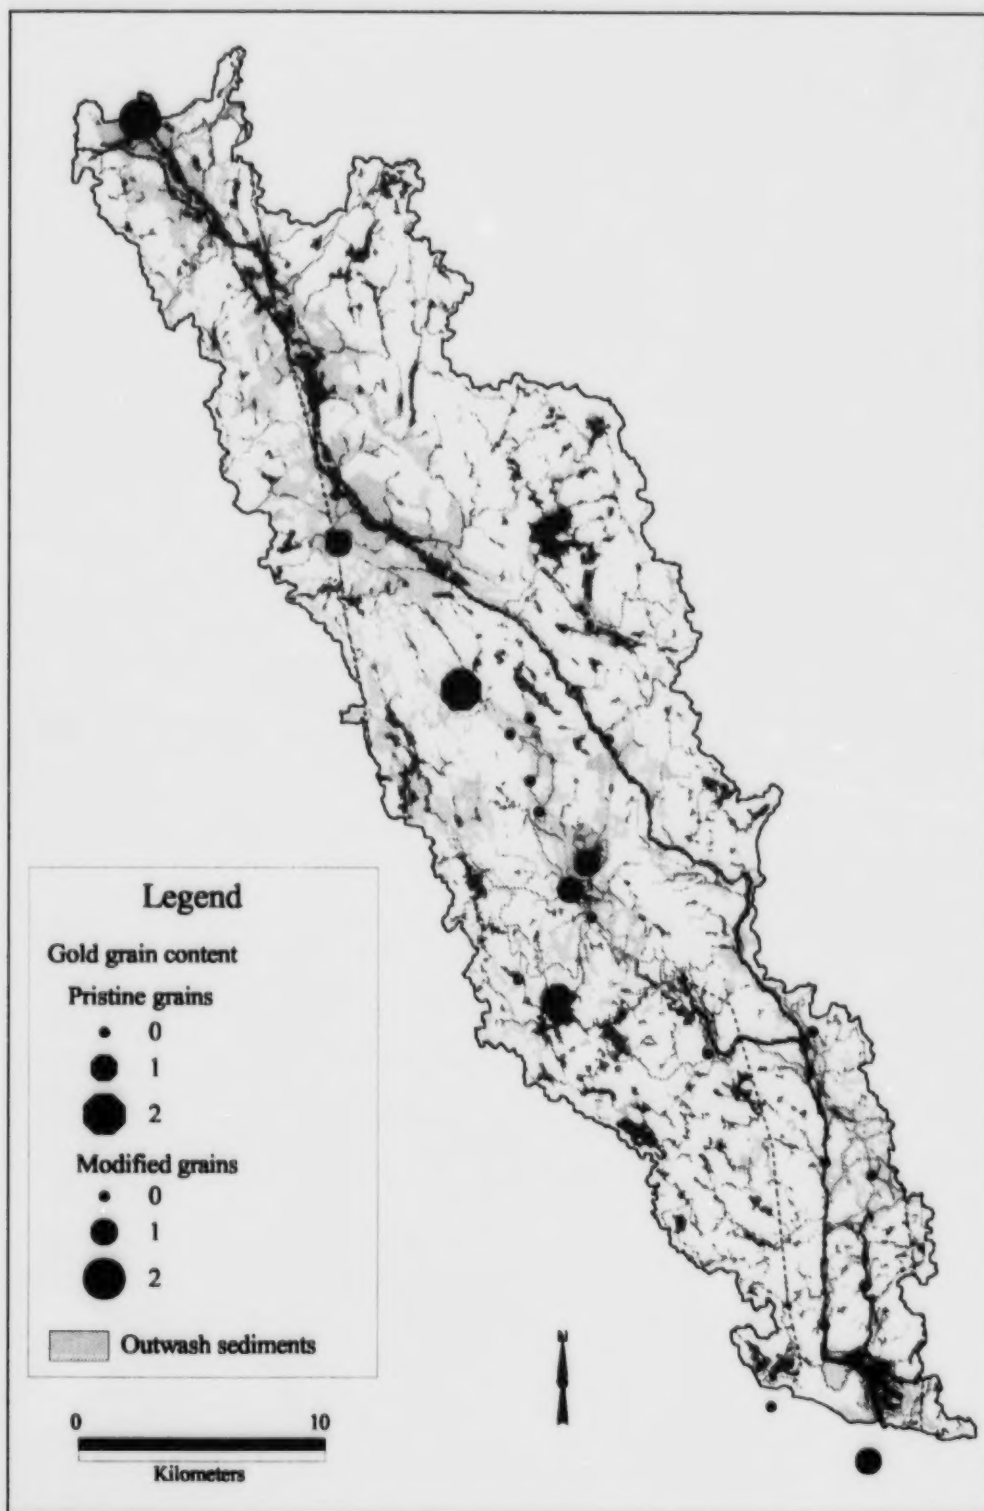 Legend
Gold grain content
Pristine grains
0
1
2
Modified grains
0
1
2
Outwash sediments
N
0 10
Kilometers